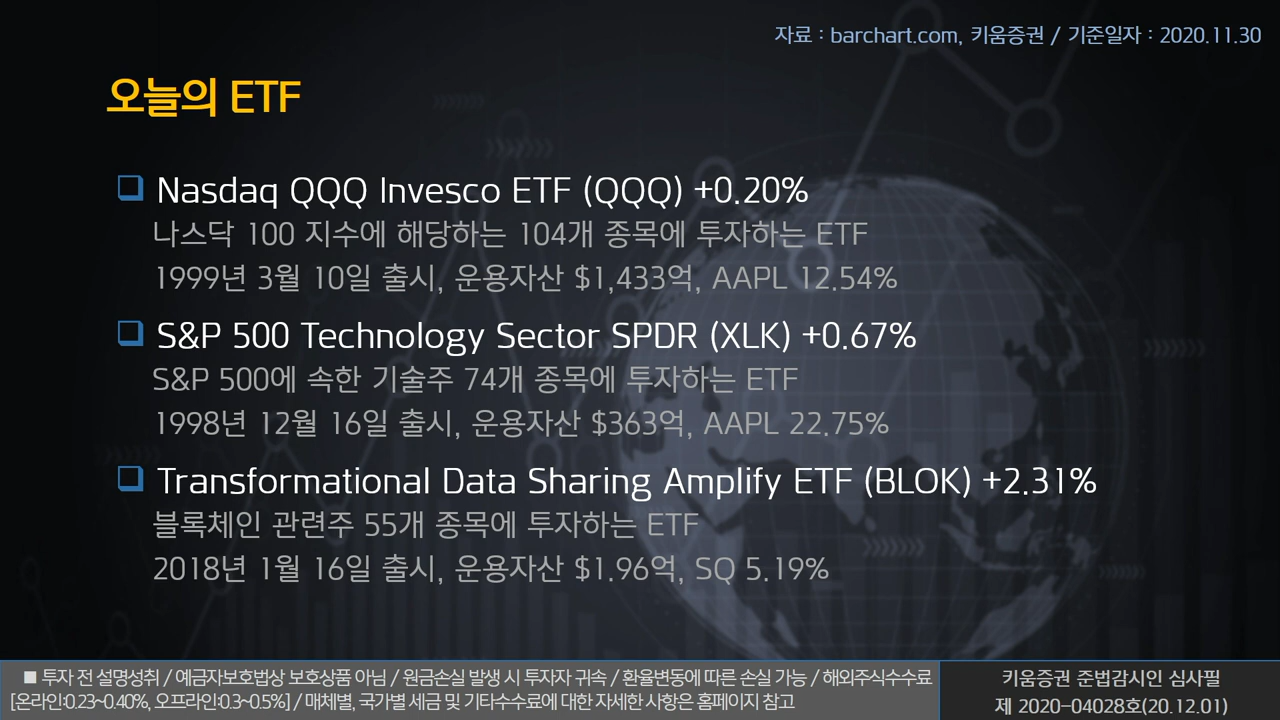 자료 : barchart.com, 키움증권 / 기준일자 : 2020.11.30
오늘의 ETF
❑ Nasdaq QQQ Invesco ETF (QQQ) +0.20%
나스닥 100 지수에 해당하는 104개 종목에 투자하는 ETF
1999년 3월 10일 출시, 운용자산 $1,433억, AAPL 12.54%
❑ S&P 500 Technology Sector SPDR (XLK) +0.67%
S&P 500에 속한 기술주 74개 종목에 투자하는 ETF
1998년 12월 16일 출시, 운용자산 $363억, AAPL 22.75%
❑ Transformational Data Sharing Amplify ETF (BLOK) +2.31%
블록체인 관련주 55개 종목에 투자하는 ETF
2018년 1월 16일 출시, 운용자산 $1.96억, SQ 5.19%
■ 투자 전 설명성취 / 예금자보호법상 보호상품 아님 / 원금손실 발생 시 투자자 귀속 / 환율변동에 따른 손실 가능 / 해외주식수수료
[온라인:0.23~0.40%, 오프라인:0.3~0.5%] / 매체별, 국가별 세금 및 기타수수료에 대한 자세한 사항은 홈페이지 참고
키움증권 준법감시인 심사필
제 2020-04028호(20.12.01)